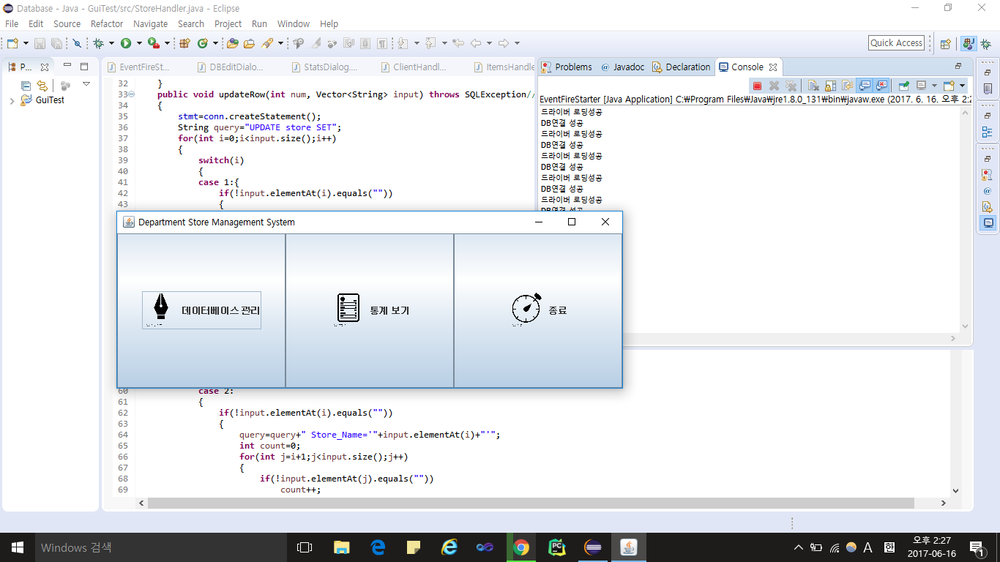 Database - Java - GuiTest/src/StoreHandler.java - Eclipse
File Edit Source Refactor Navigate Search Project Run Window Help
Quick Access
P...
GuiTest
EventFireSt... DBEditDialo... StatsDialog.... ClientHandl... ItemsHandle
32 }
33 public void updateRow(int num, Vector<String> input) throws SQLException//
34 {
35 stmt=conn.createStatement();
36 String query="UPDATE store SET";
37 for(int i=0;i<input.size();i++)
38 {
39 switch(i)
40 {
41 case 1:{
42 if(!input.elementAt(i).equals(""))
43 {
Problems @ Javadoc Declaration Console
EventFireStarter [Java Application] C:₩Program Files₩Java₩jre1.8.0_131₩bin₩javaw.exe (2017. 6. 16. 오후 2:2
드라이버 로딩성공
DB연결 성공
드라이버 로딩성공
DB연결 성공
드라이버 로딩성공
DB연결 성공
드라이버 로딩성공
DB연결 성공
드라이버 로딩성공
DB연결 성공
Department Store Management System
데이터베이스 관리
통계 보기
종료
60 case 2:
61 {
62 if(!input.elementAt(i).equals(""))
63 {
64 query=query+" Store_Name='"+input.elementAt(i)+"'";
65 int count=0;
66 for(int j=i+1;j<input.size();j++)
67 {
68 if(!input.elementAt(j).equals(""))
69 count++;
Windows 검색
PC
A
한
오후 2:27
2017-06-16
1